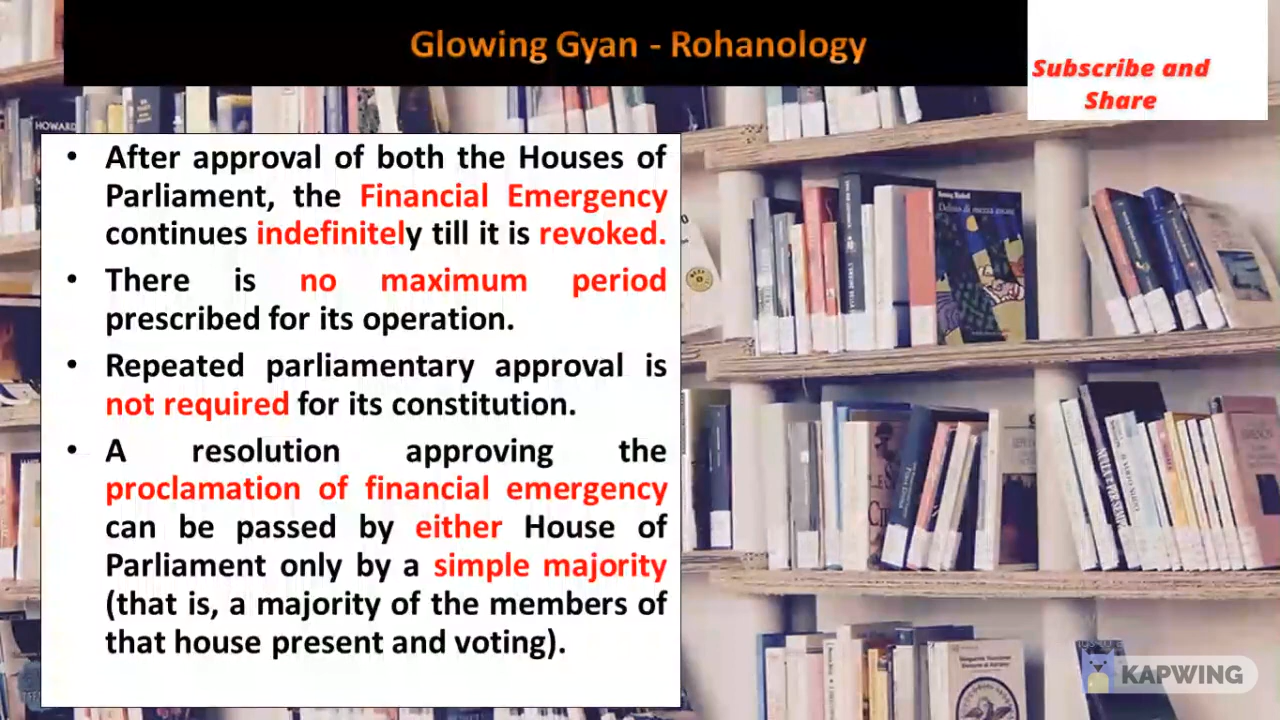 Glowing Gyan - Rohanology
Subscribe and
Share
HOWARD
• After approval of both the Houses of
Parliament, the Financial Emergency
continues indefinitely till it is revoked.
• There is no maximum period
prescribed for its operation.
• Repeated parliamentary approval is
not required for its constitution.
• A resolution approving the
proclamation of financial emergency
can be passed by either House of
Parliament only by a simple majority
(that is, a majority of the members of
that house present and voting).
KAPWING